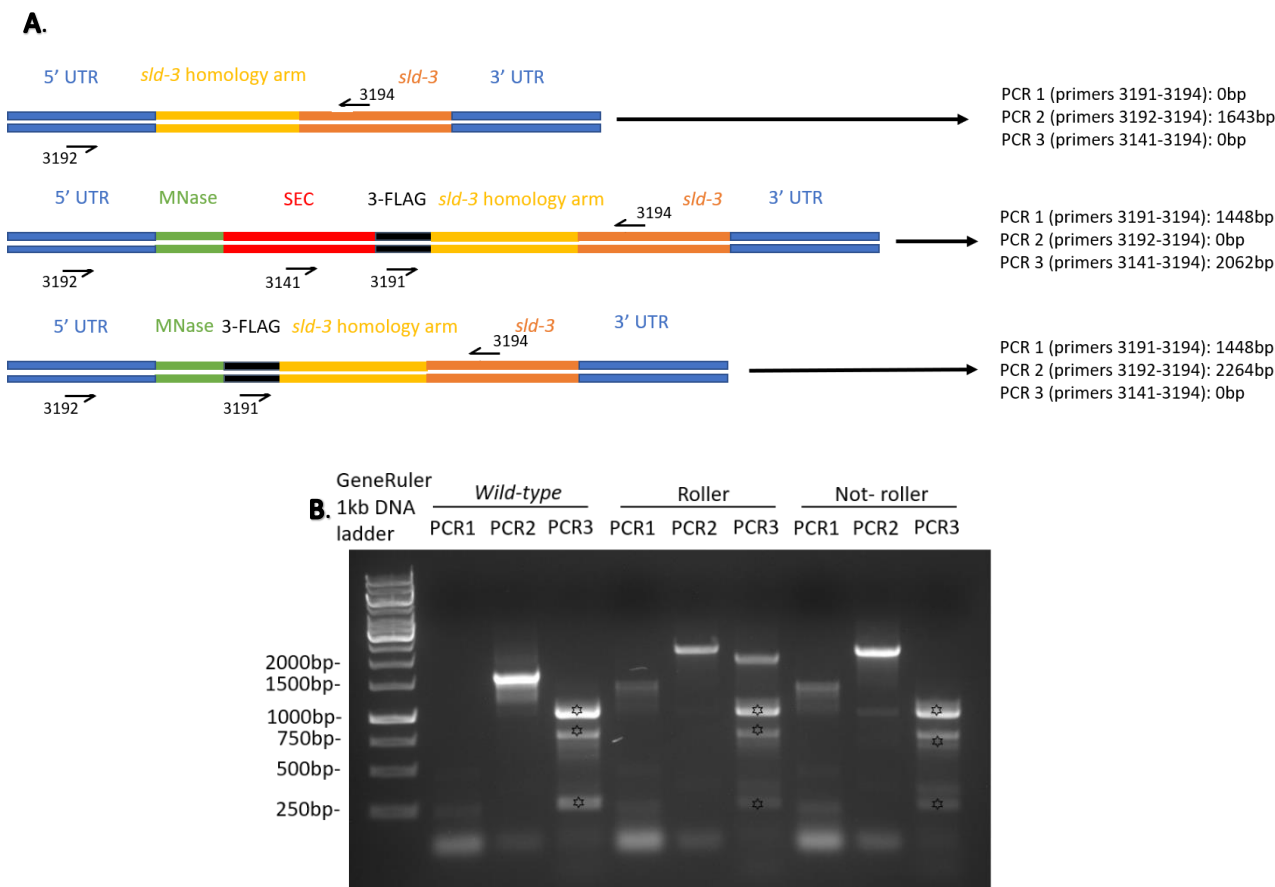 A.
5’ UTR sld-3 homology arm sld-3 3’ UTR
3194
3192
PCR 1 (primers 3191-3194): 0bp
PCR 2 (primers 3192-3194): 1643bp
PCR 3 (primers 3141-3194): 0bp
5’ UTR MNase SEC 3-FLAG sld-3 homology arm sld-3 3’ UTR
3194
3192 3141 3191
PCR 1 (primers 3191-3194): 1448bp
PCR 2 (primers 3192-3194): 0bp
PCR 3 (primers 3141-3194): 2062bp
5’ UTR MNase 3-FLAG sld-3 homology arm sld-3 3’ UTR
3194
3192 3191
PCR 1 (primers 3191-3194): 1448bp
PCR 2 (primers 3192-3194): 2264bp
PCR 3 (primers 3141-3194): 0bp
B.
GeneRuler
1kb DNA
ladder
Wild-type Roller Not- roller
PCR1 PCR2 PCR3 PCR1 PCR2 PCR3 PCR1 PCR2 PCR3
2000bp-
1500bp-
1000bp-
750bp-
500bp-
250bp-